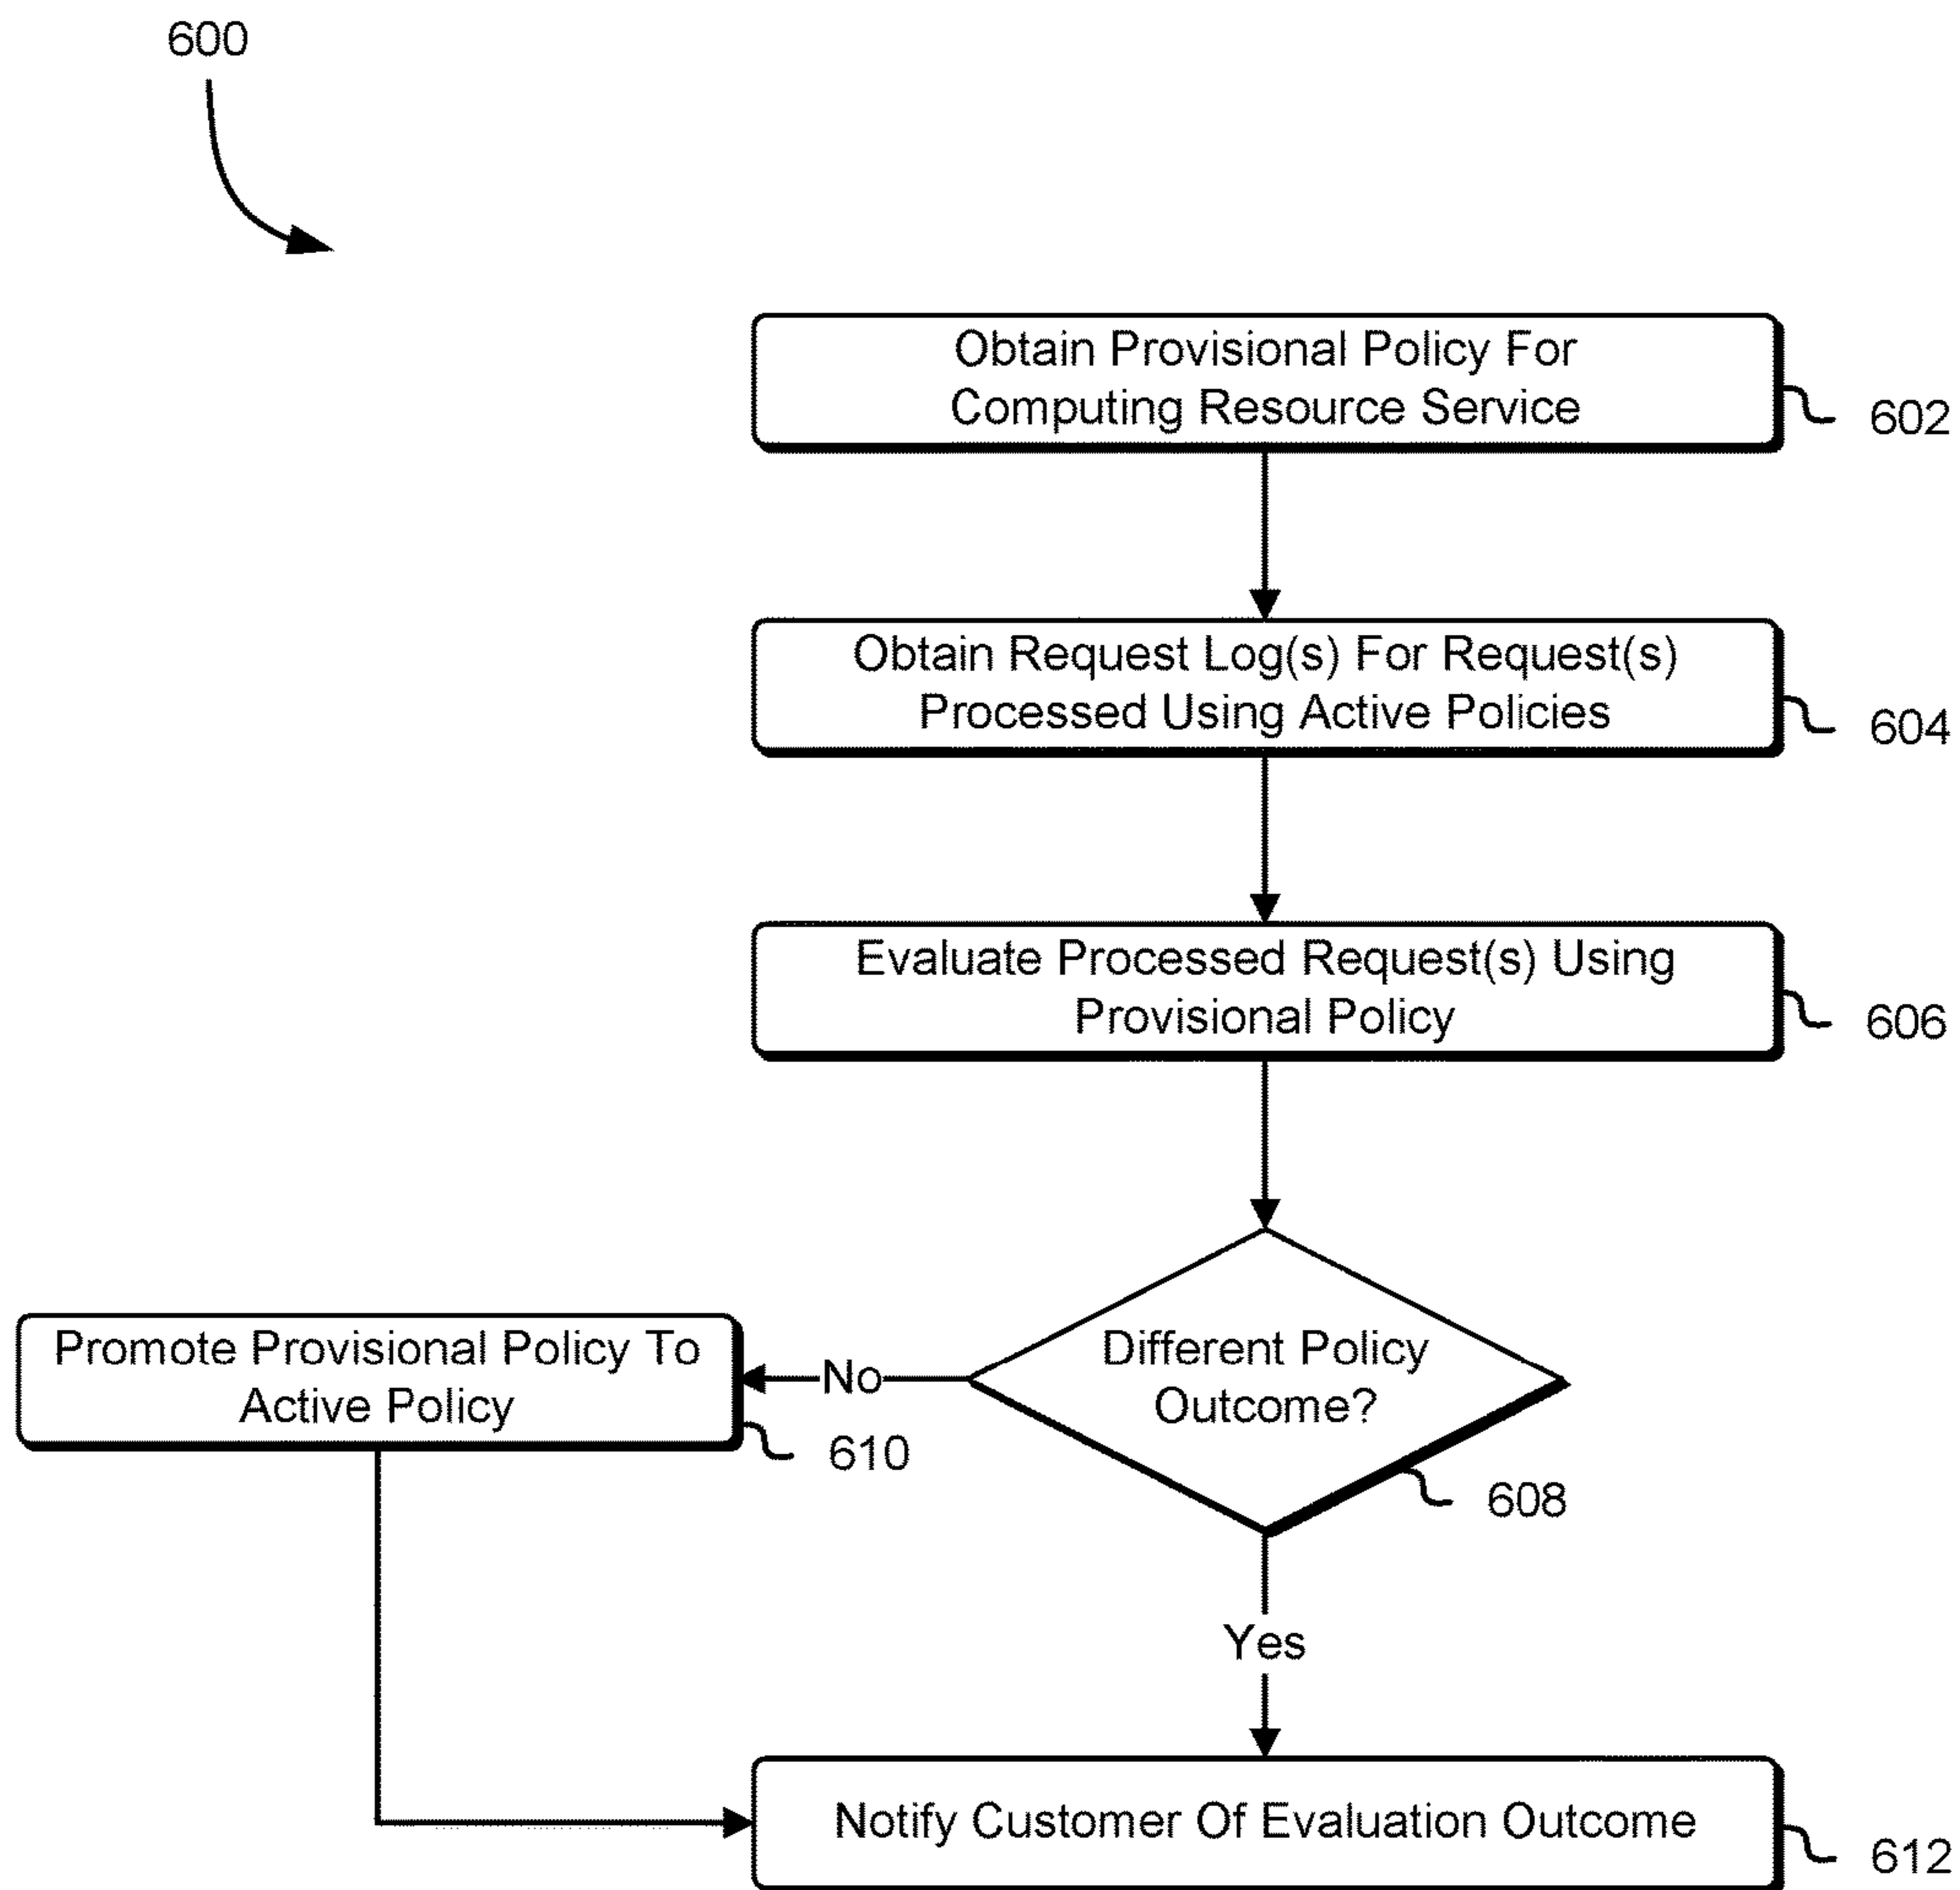 600
Obtain Provisional Policy For
Computing Resource Service
602
Obtain Request Log(s) For Request(s)
Processed Using Active Policies
604
Evaluate Processed Request(s) Using
Provisional Policy
606
Different Policy
Outcome?
608
No
Promote Provisional Policy To
Active Policy
610
Yes
Notify Customer Of Evaluation Outcome
612